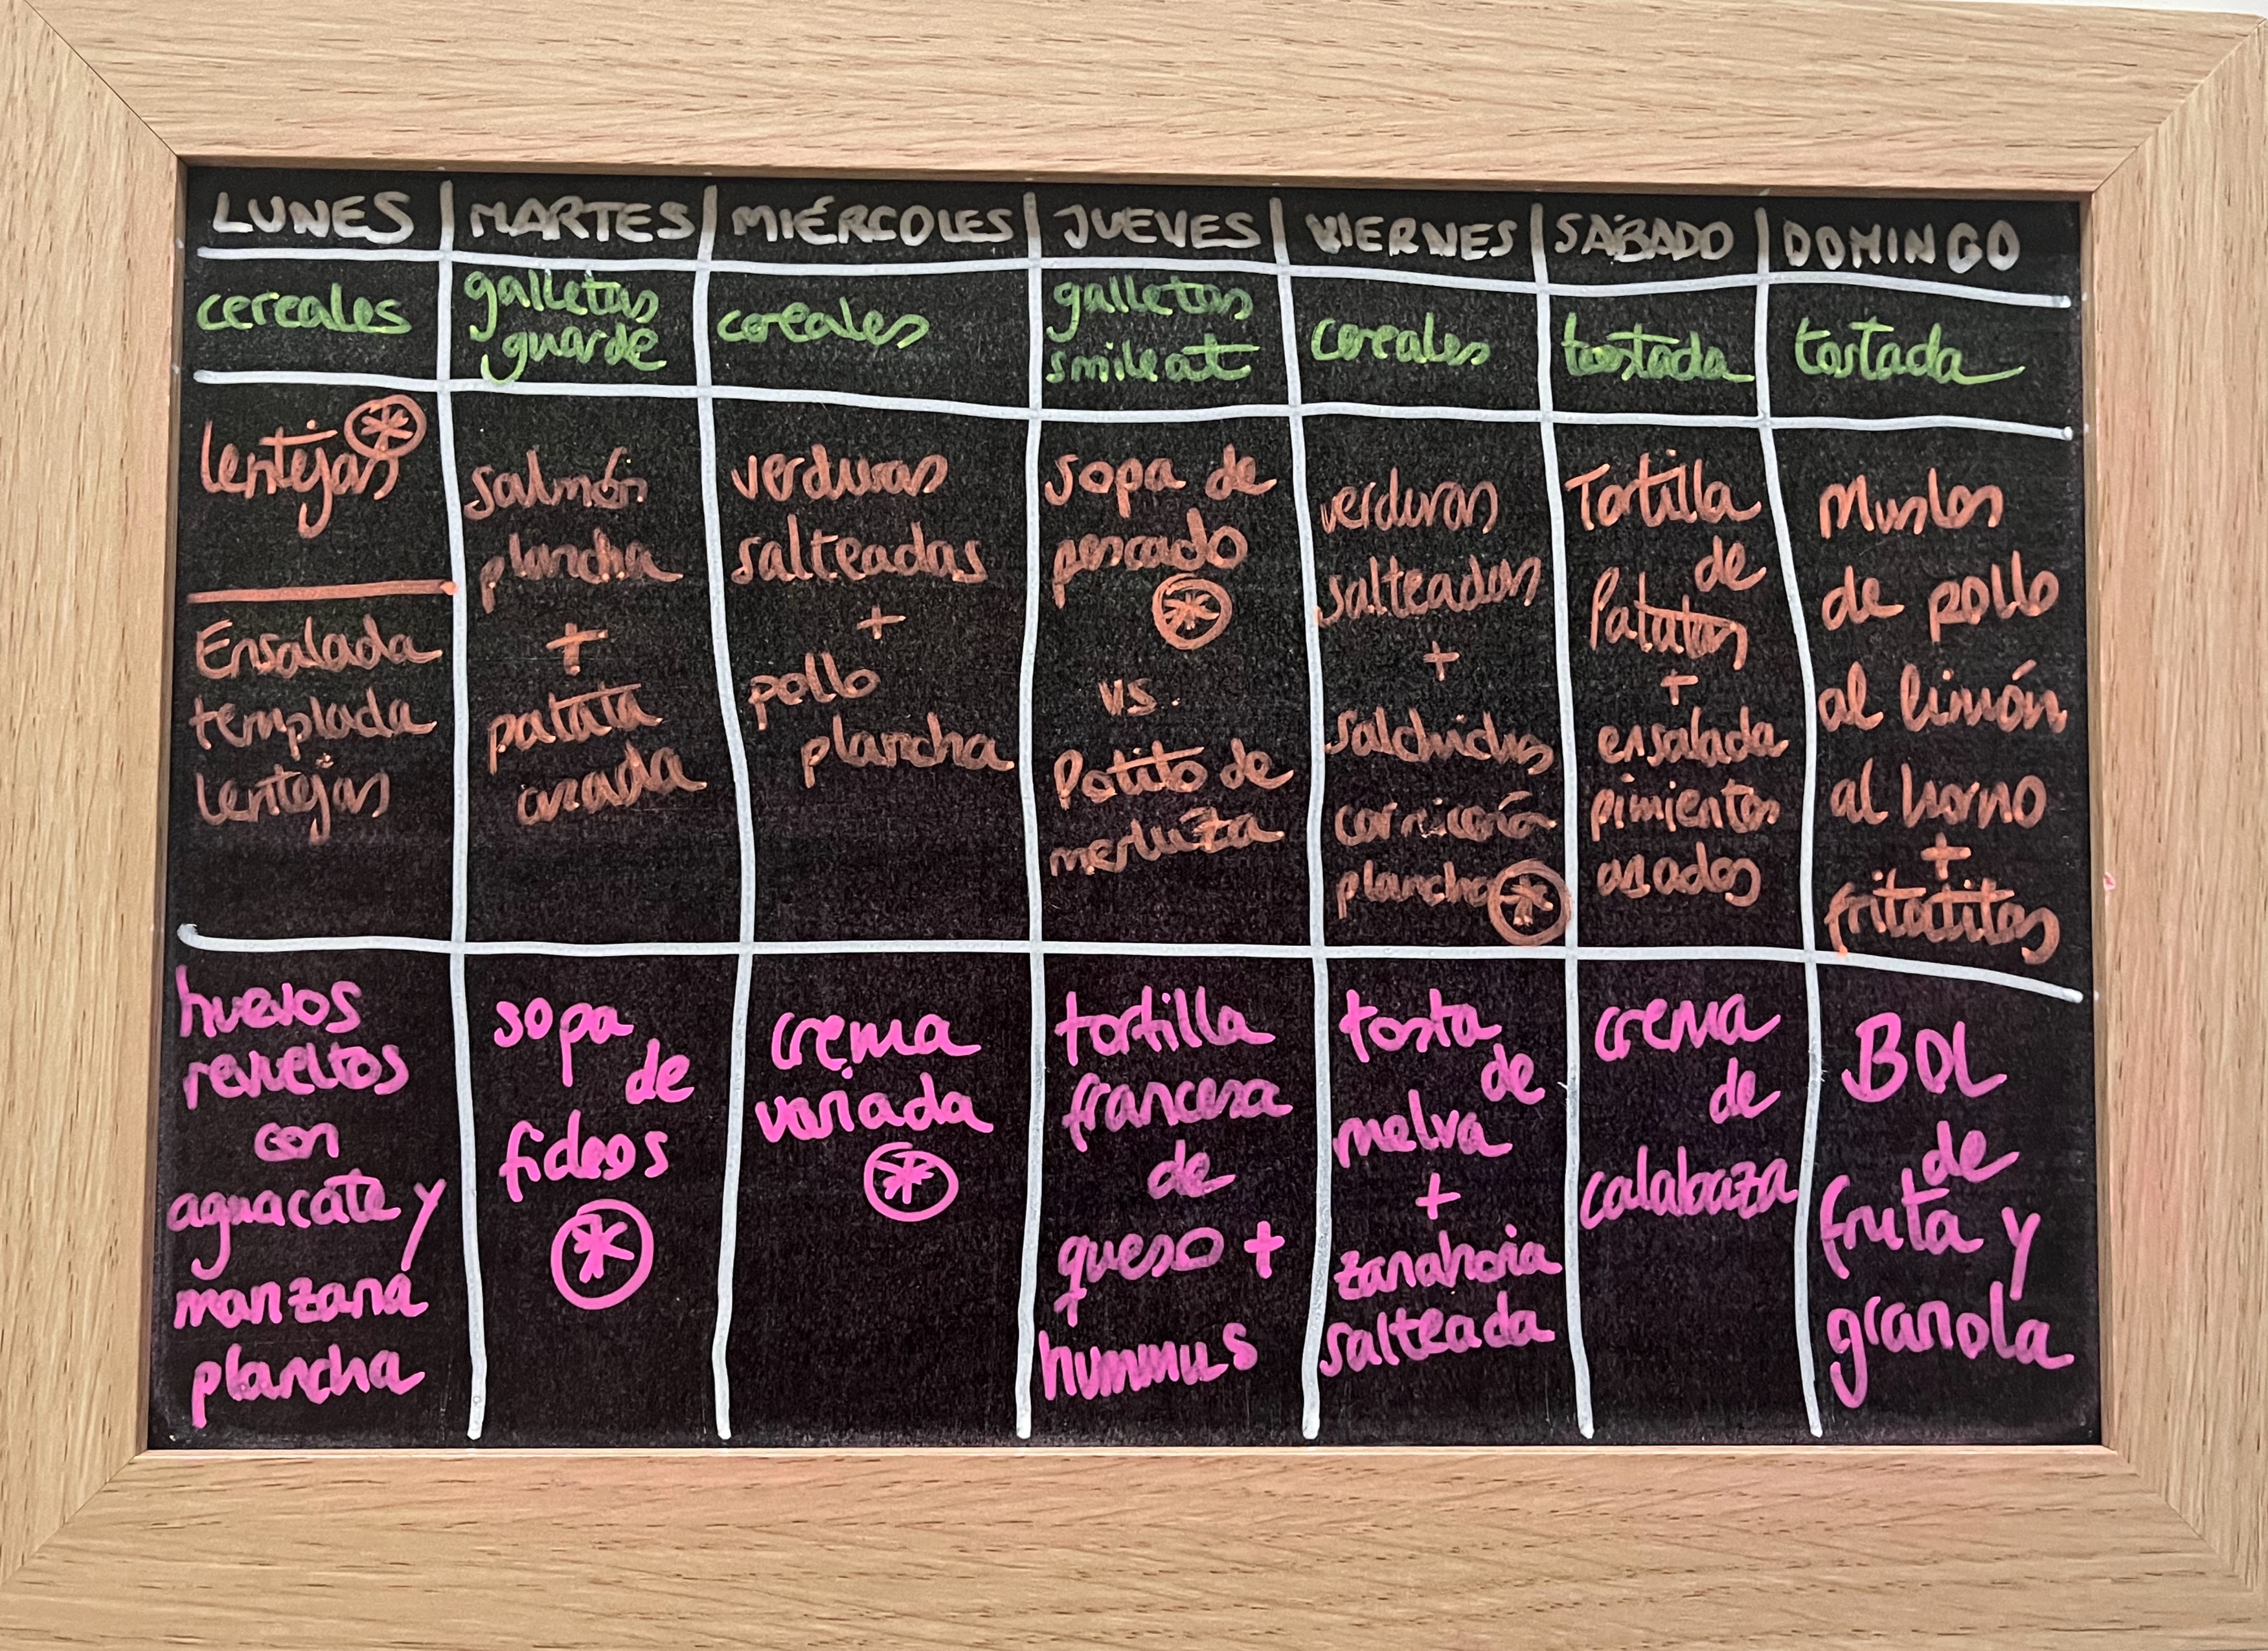 LUNES MARTES MIÉRCOLES JUEVES VIERNES SÁBADO DOMINGO
cereales
galletas
guarde
cereales
galletas
smileat
cereales
tostada
tostada
lentejas
Ensalada
templada
lentejas
salmón
plancha
+
patata
asada
verduras
salteadas
+
pollo
plancha
sopa de
pescado
vs.
Potito de
merluza
verduras
salteadas
+
salchichas
plancha
Tortilla
de
Patatas
+
ensalada
pimientos
asados
Muslos
de pollo
al limón
al horno
+
fritatitas
huevos
revueltos
con
aguacate y
manzana
plancha
sopa
de
fideos
crema
variada
tortilla
francesa
de
queso +
hummus
tosta
de
melva
+
zanahoria
salteada
crema
de
calabaza
BOL
de
fruta y
granola